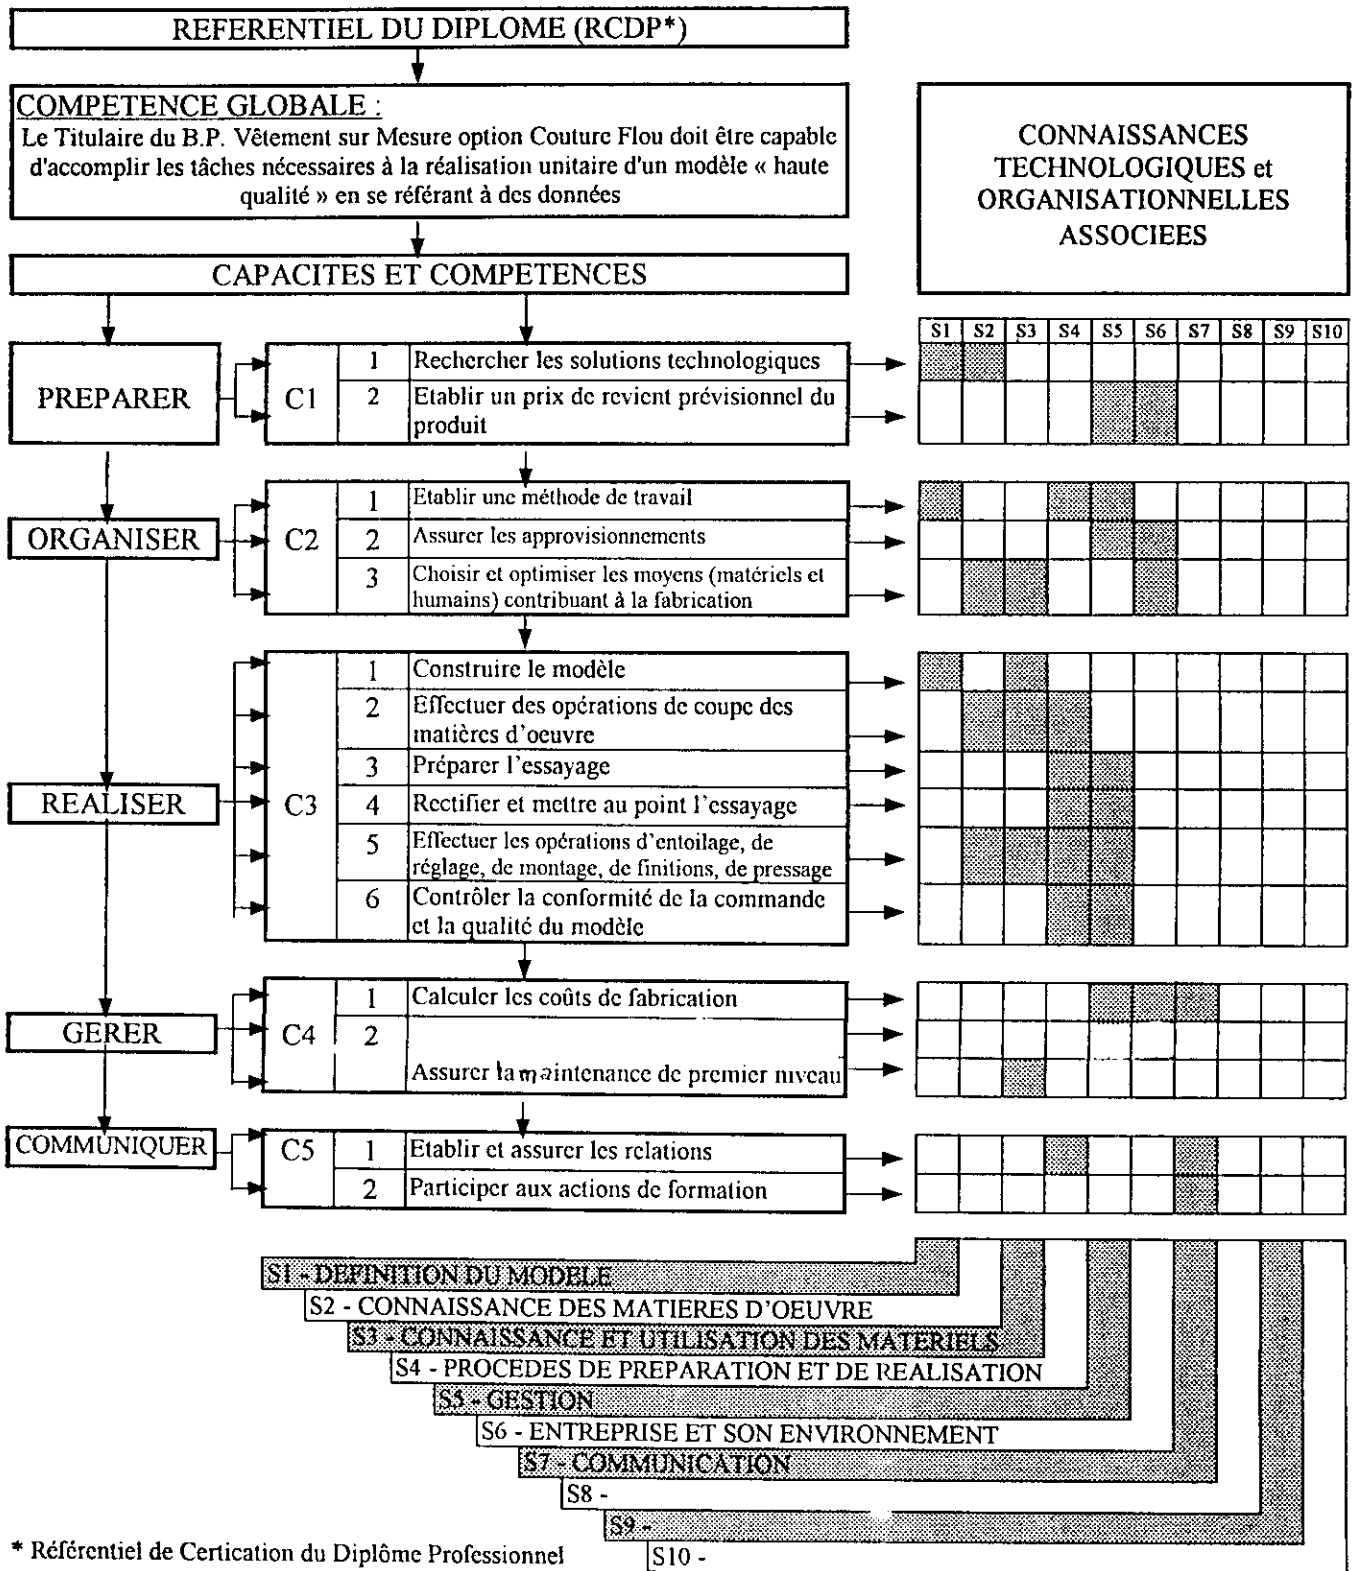 REFERENTIEL DU DIPLOME (RCDP*)
COMPETENCE GLOBALE :
Le Titulaire du B.P. Vêtement sur Mesure option Couture Flou doit être capable
d'accomplir les tâches nécessaires à la réalisation unitaire d'un modèle « haute
qualité » en se référant à des données
CONNAISSANCES
TECHNOLOGIQUES et
ORGANISATIONNELLES
ASSOCIEES
CAPACITES ET COMPETENCES
S1 S2 S3 S4 S5 S6 S7 S8 S9 S10
PREPARER
C1
1 Rechercher les solutions technologiques
2 Etablir un prix de revient prévisionnel du
produit
ORGANISER
C2
1 Etablir une méthode de travail
2 Assurer les approvisionnements
3 Choisir et optimiser les moyens (matériels et
humains) contribuant à la fabrication
REALISER
C3
1 Construire le modèle
2 Effectuer des opérations de coupe des
matières d'oeuvre
3 Préparer l'essayage
4 Rectifier et mettre au point l'essayage
5 Effectuer les opérations d'entoilage, de
réglage, de montage, de finitions, de pressage
6 Contrôler la conformité de la commande
et la qualité du modèle
GERER
C4
1 Calculer les coûts de fabrication
2
Assurer la maintenance de premier niveau
COMMUNIQUER
C5
1 Etablir et assurer les relations
2 Participer aux actions de formation
S1 - DEFINITION DU MODELE
S2 - CONNAISSANCE DES MATIERES D'OEUVRE
S3 - CONNAISSANCE ET UTILISATION DES MATERIELS
S4 - PROCEDES DE PREPARATION ET DE REALISATION
S5 - GESTION
S6 - ENTREPRISE ET SON ENVIRONNEMENT
S7 - COMMUNICATION
S8 -
S9 -
S10 -
* Référentiel de Certication du Diplôme Professionnel